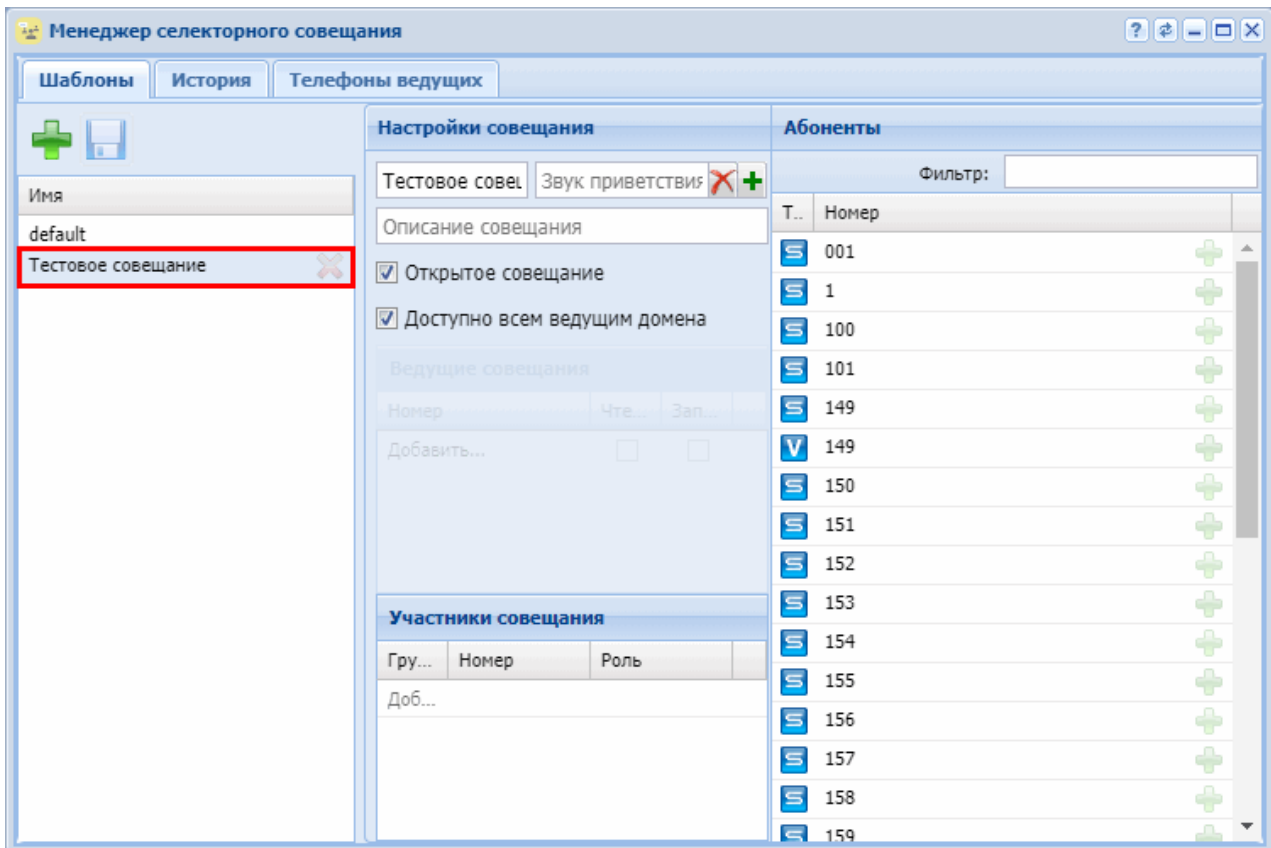 Менеджер селекторного совещания
Шаблоны
История
Телефоны ведущих
Имя
default
Тестовое совещание
Настройки совещания
Тестовое совец
Звук приветствия
Описание совещания
Открытое совещание
Доступно всем ведущим домена
Ведущие совещания
Номер Чте... Зап...
Добавить...
Участники совещания
Гру... Номер Роль
Доб...
Абоненты
Фильтр:
Т.. Номер
S 001
S 1
S 100
S 101
S 149
V 149
S 150
S 151
S 152
S 153
S 154
S 155
S 156
S 157
S 158
S 159